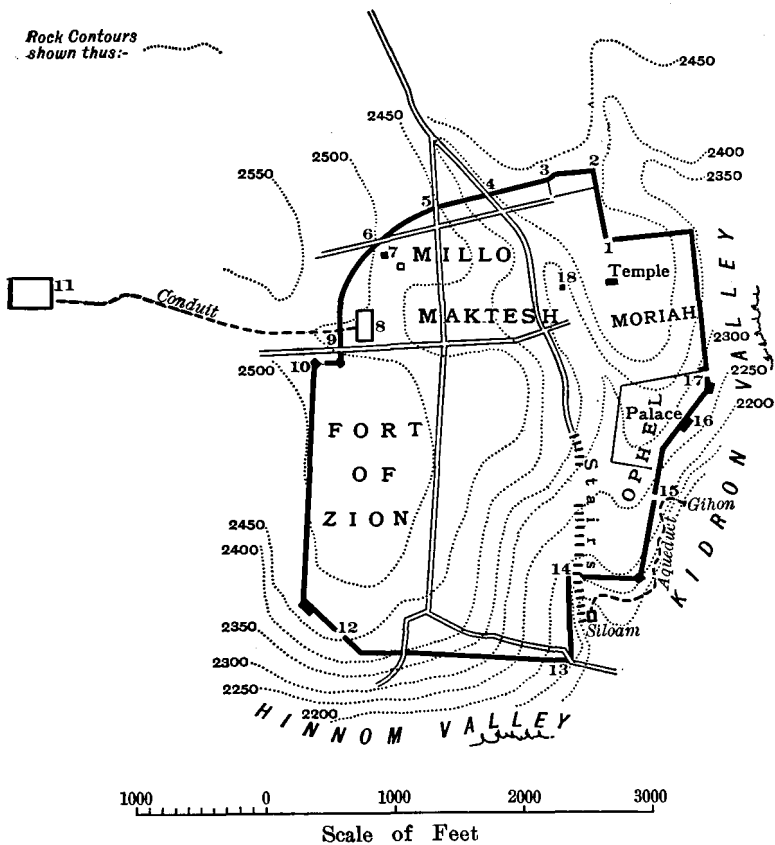 Rock Contours
shown thus:-
2450
2450
2400
2350
2500
2550
3
2
4
5
6
1
7
MILLO
18
Temple
11
Conduit
8
MAKTESH
MORIAH
9
10
2500
2300
2250
2200
17
Palace
16
FORT
OF
ZION
OPHEL
Stairs
15
Gihon
Aqueduct
KIDRON VALLEY
2450
2400
14
Siloam
2350
12
2300
13
2250
2200
HINNOM VALLEY
1000 0 1000 2000 3000
Scale of Feet